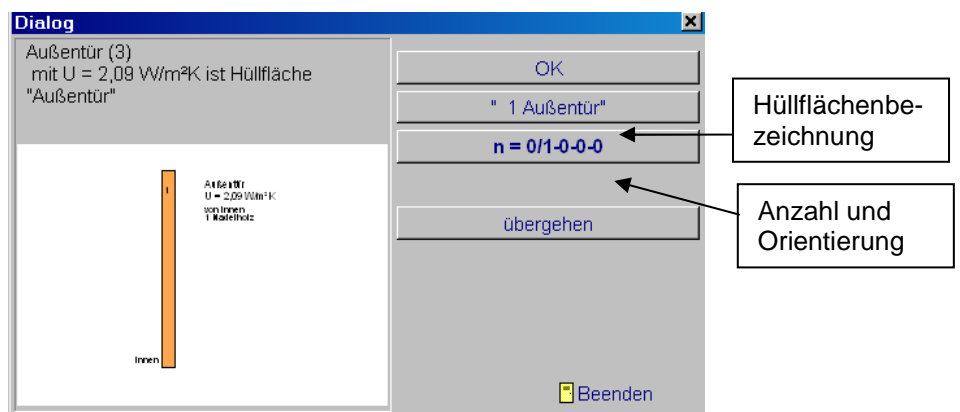 Dialog
Außentür (3)
mit U = 2,09 W/m²K ist Hüllfläche
"Außentür"
OK
" 1 Außentür"
n = 0/1-0-0-0
übergehen
Beenden
1
Außentür
U = 2,09 W/m²K
von Innen
1 Nadelholz
Innen
Hüllflächenbe-
zeichnung
Anzahl und
Orientierung